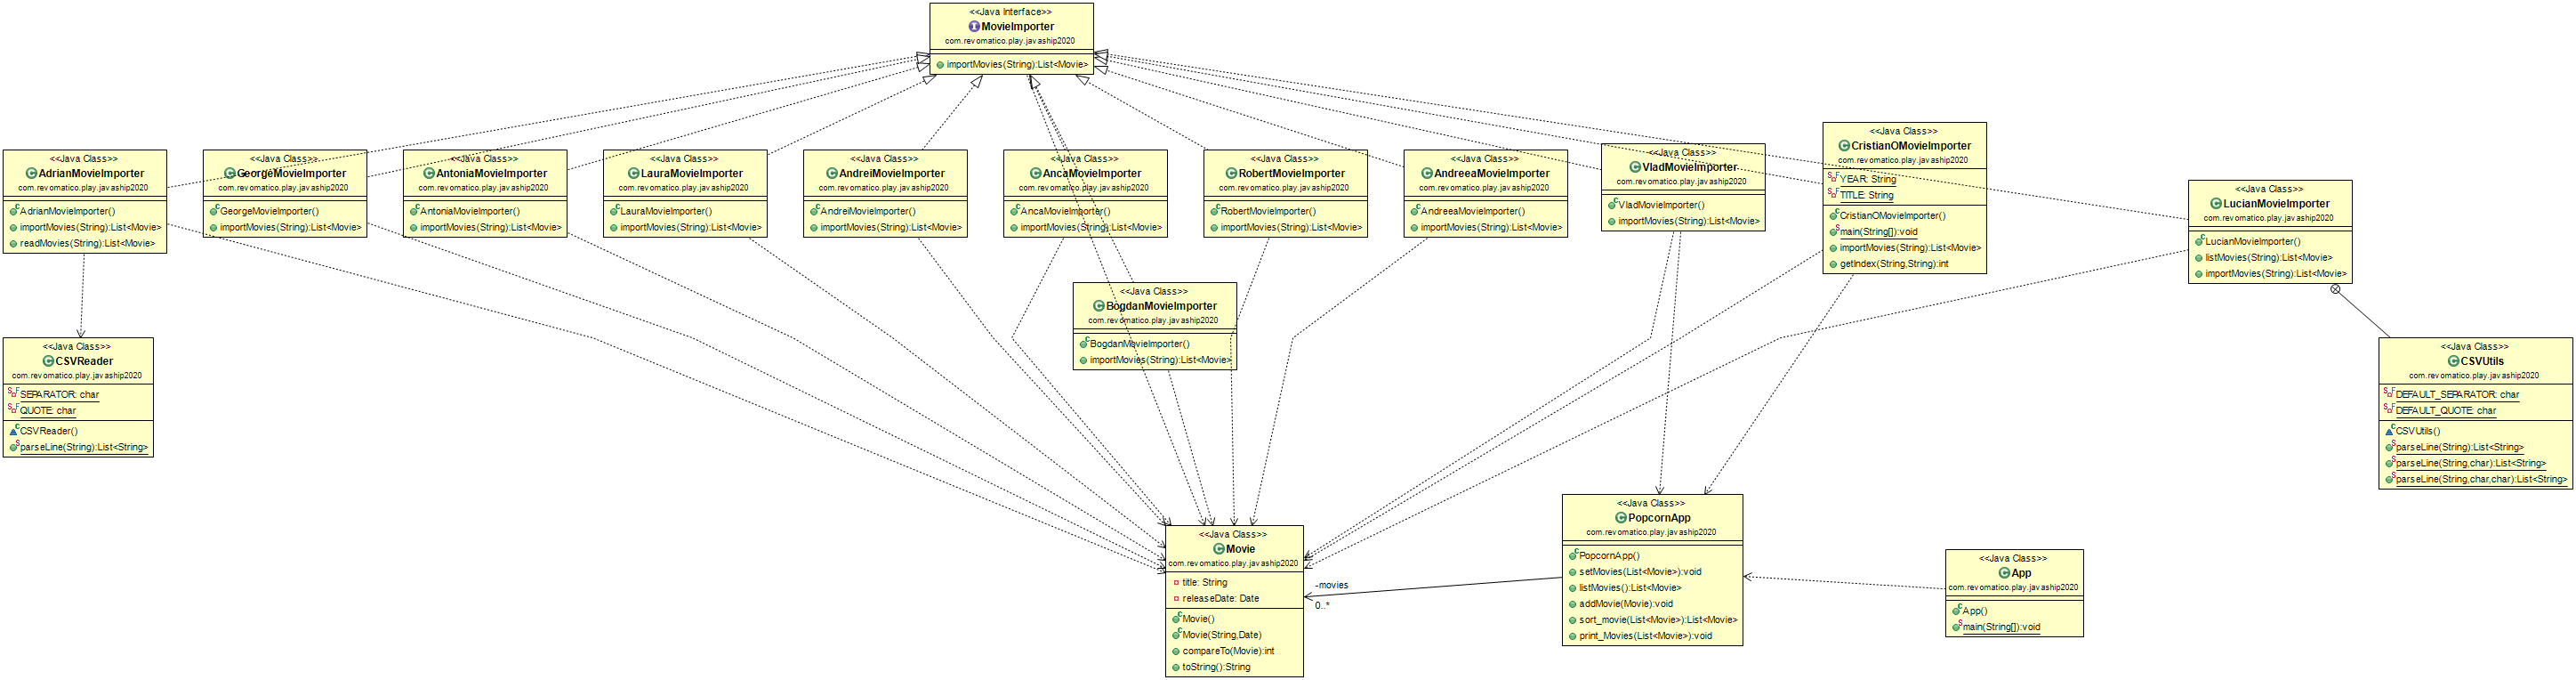 <<Java Interface>>
MovieImporter
com.revomatico.play.javaship2020
importMovies(String):List<Movie>
<<Java Class>>
AdrianMovieImporter
com.revomatico.play.javaship2020
AdrianMovieImporter()
importMovies(String):List<Movie>
readMovies(String):List<Movie>
<<Java Class>>
GeorgeMovieImporter
com.revomatico.play.javaship2020
GeorgeMovieImporter()
importMovies(String):List<Movie>
<<Java Class>>
AntoniaMovieImporter
com.revomatico.play.javaship2020
AntoniaMovieImporter()
importMovies(String):List<Movie>
<<Java Class>>
LauraMovieImporter
com.revomatico.play.javaship2020
LauraMovieImporter()
importMovies(String):List<Movie>
<<Java Class>>
AndreiMovieImporter
com.revomatico.play.javaship2020
AndreiMovieImporter()
importMovies(String):List<Movie>
<<Java Class>>
AncaMovieImporter
com.revomatico.play.javaship2020
AncaMovieImporter()
importMovies(String):List<Movie>
<<Java Class>>
RobertMovieImporter
com.revomatico.play.javaship2020
RobertMovieImporter()
importMovies(String):List<Movie>
<<Java Class>>
AndreeaMovieImporter
com.revomatico.play.javaship2020
AndreeaMovieImporter()
importMovies(String):List<Movie>
<<Java Class>>
VladMovieImporter
com.revomatico.play.javaship2020
VladMovieImporter()
importMovies(String):List<Movie>
<<Java Class>>
CristianOMovieImporter
com.revomatico.play.javaship2020
YEAR: String
TITLE: String
CristianOMovieImporter()
main(String[]):void
importMovies(String):List<Movie>
getIndex(String,String):int
<<Java Class>>
LucianMovieImporter
com.revomatico.play.javaship2020
LucianMovieImporter()
listMovies(String):List<Movie>
importMovies(String):List<Movie>
<<Java Class>>
BogdanMovieImporter
com.revomatico.play.javaship2020
BogdanMovieImporter()
importMovies(String):List<Movie>
<<Java Class>>
CSVReader
com.revomatico.play.javaship2020
SEPARATOR: char
QUOTE: char
CSVReader()
parseLine(String):List<String>
<<Java Class>>
CSVUtils
com.revomatico.play.javaship2020
DEFAULT_SEPARATOR: char
DEFAULT_QUOTE: char
CSVUtils()
parseLine(String):List<String>
parseLine(String,char):List<String>
parseLine(String,char,char):List<String>
<<Java Class>>
Movie
com.revomatico.play.javaship2020
title: String
releaseDate: Date
Movie()
Movie(String,Date)
compareTo(Movie):int
toString():String
-movies
0..*
<<Java Class>>
PopcornApp
com.revomatico.play.javaship2020
PopcornApp()
setMovies(List<Movie>):void
listMovies():List<Movie>
addMovie(Movie):void
sort_movie(List<Movie>):List<Movie>
print_Movies(List<Movie>):void
<<Java Class>>
App
com.revomatico.play.javaship2020
App()
main(String[]):void